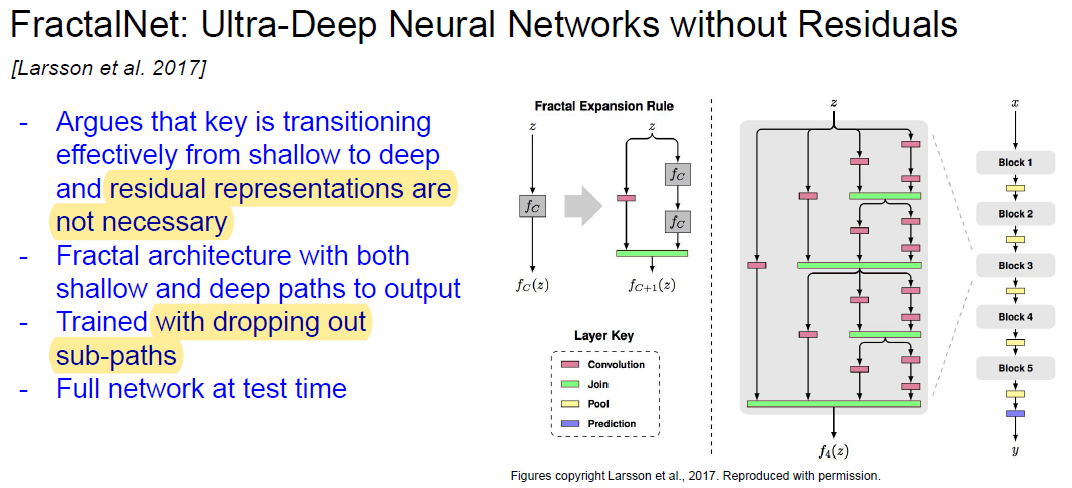 FractalNet: Ultra-Deep Neural Networks without Residuals
[Larsson et al. 2017]
- Argues that key is transitioning
effectively from shallow to deep
and residual representations are
not necessary
- Fractal architecture with both
shallow and deep paths to output
- Trained with dropping out
sub-paths
- Full network at test time
Fractal Expansion Rule
z
z
f_C
f_C
f_C
f_C(z)
f_{C+1}(z)
Layer Key
Convolution
Join
Pool
Prediction
z
f_4(z)
x
Block 1
Block 2
Block 3
Block 4
Block 5
y
Figures copyright Larsson et al., 2017. Reproduced with permission.